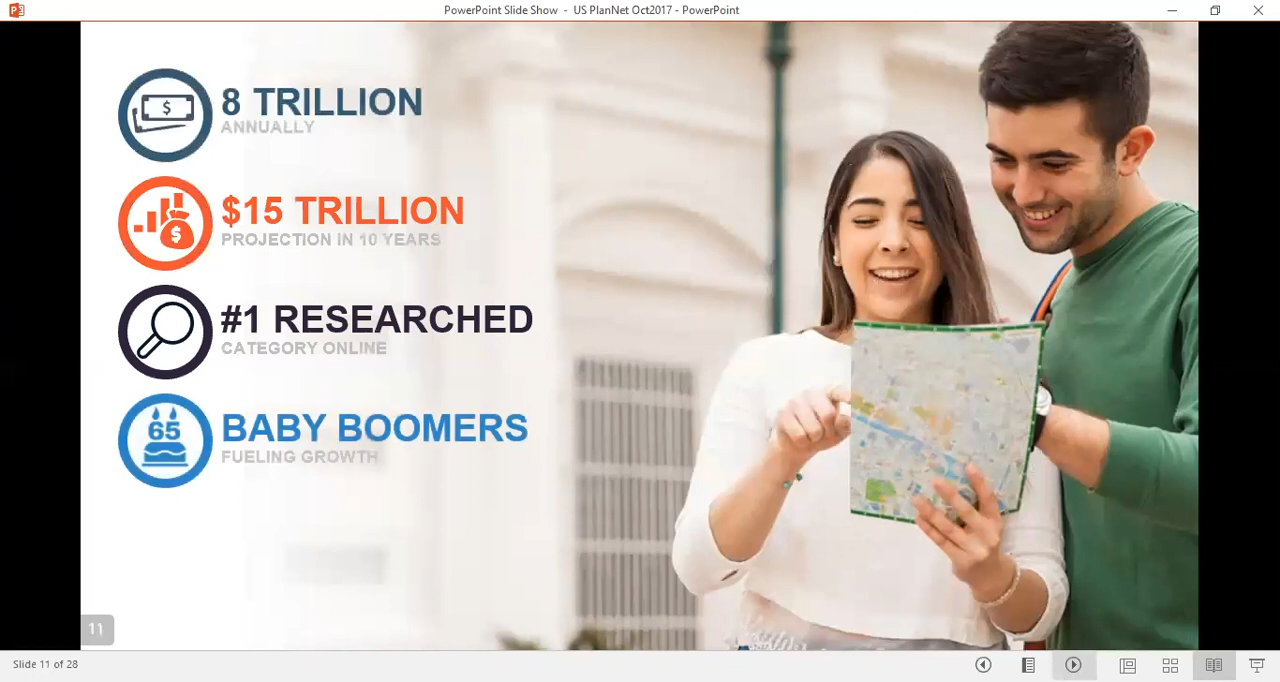 PowerPoint Slide Show - US PlanNet Oct2017 - PowerPoint
8 TRILLION
ANNUALLY
$15 TRILLION
PROJECTION IN 10 YEARS
#1 RESEARCHED
CATEGORY ONLINE
65
BABY BOOMERS
FUELING GROWTH
11
Slide 11 of 28